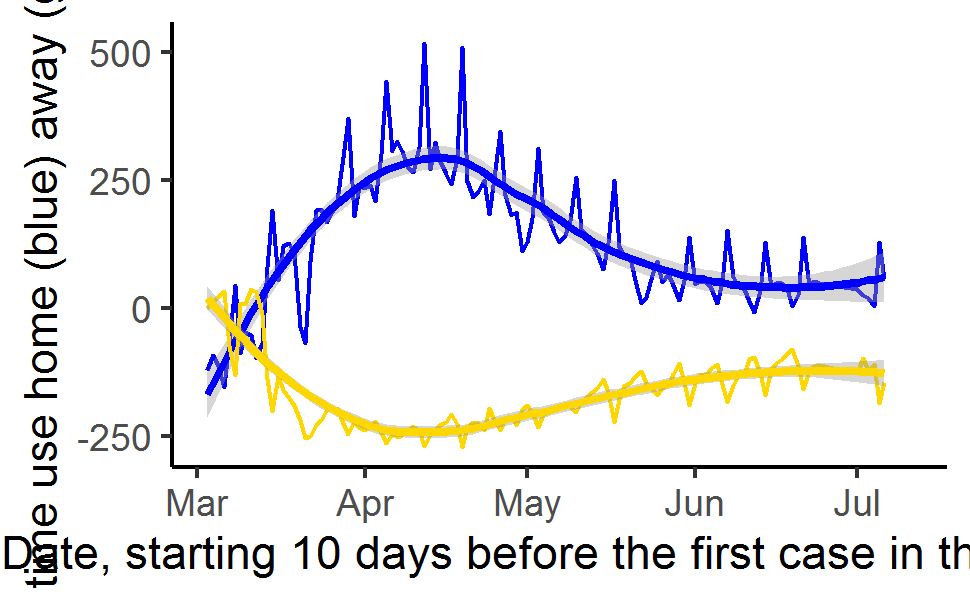 time use home (blue) away (
500
250
0
-250
Mar Apr May Jun Jul
Date, starting 10 days before the first case in th